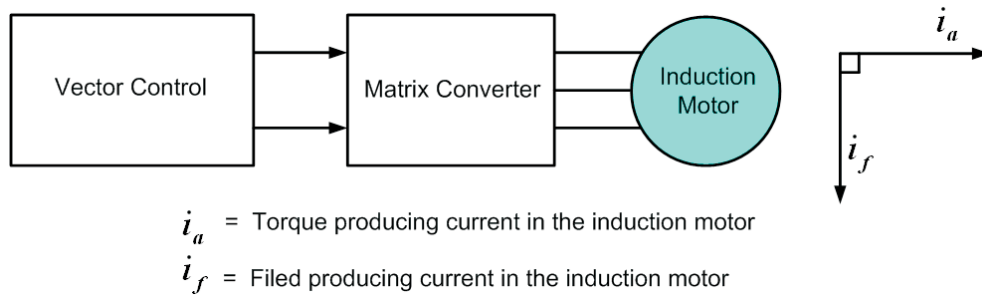 Vector Control
Matrix Converter
Induction
Motor
i_a
i_f
i_a = Torque producing current in the induction motor
i_f = Filed producing current in the induction motor